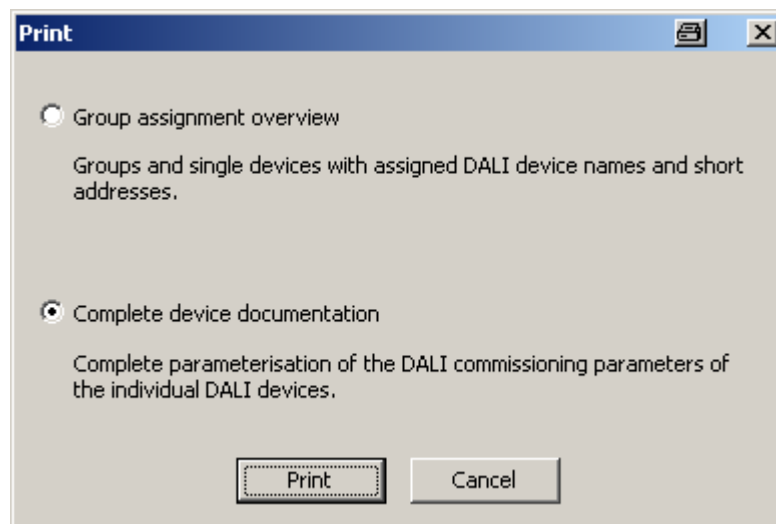 Print
Group assignment overview
Groups and single devices with assigned DALI device names and short
addresses.
Complete device documentation
Complete parameterisation of the DALI commissioning parameters of
the individual DALI devices.
Print
Cancel